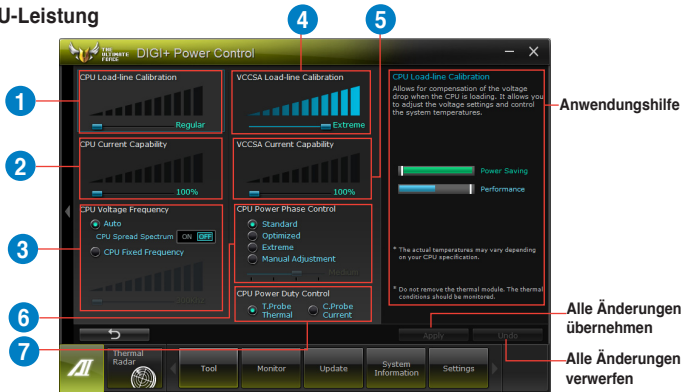 U-Leistung
4
5
THE ULTIMATE FORCE DIGI+ Power Control
CPU Load-line Calibration
Regular
VCCSA Load-line Calibration
Extreme
CPU Load-line Calibration
Allows for compensation of the voltage
drop when the CPU is loading. It allows you
to adjust the voltage settings and control
the system temperatures.
Anwendungshilfe
1
CPU Current Capability
100%
VCCSA Current Capability
100%
2
Power Saving
Performance
CPU Voltage Frequency
Auto
CPU Spread Spectrum ON OFF
CPU Fixed Frequency
3
CPU Power Phase Control
Standard
Optimized
Extreme
Manual Adjustment
Medium
* The actual temperatures may vary depending
on your CPU specification.
* Do not remove the thermal module. The thermal
conditions should be monitored.
CPU Power Duty Control
T.Probe
Thermal
C.Probe
Current
6
7
Apply
Undo
Alle Änderungen
übernehmen
Alle Änderungen
verwerfen
Thermal
Radar
Tool
Monitor
Update
System
Information
Settings